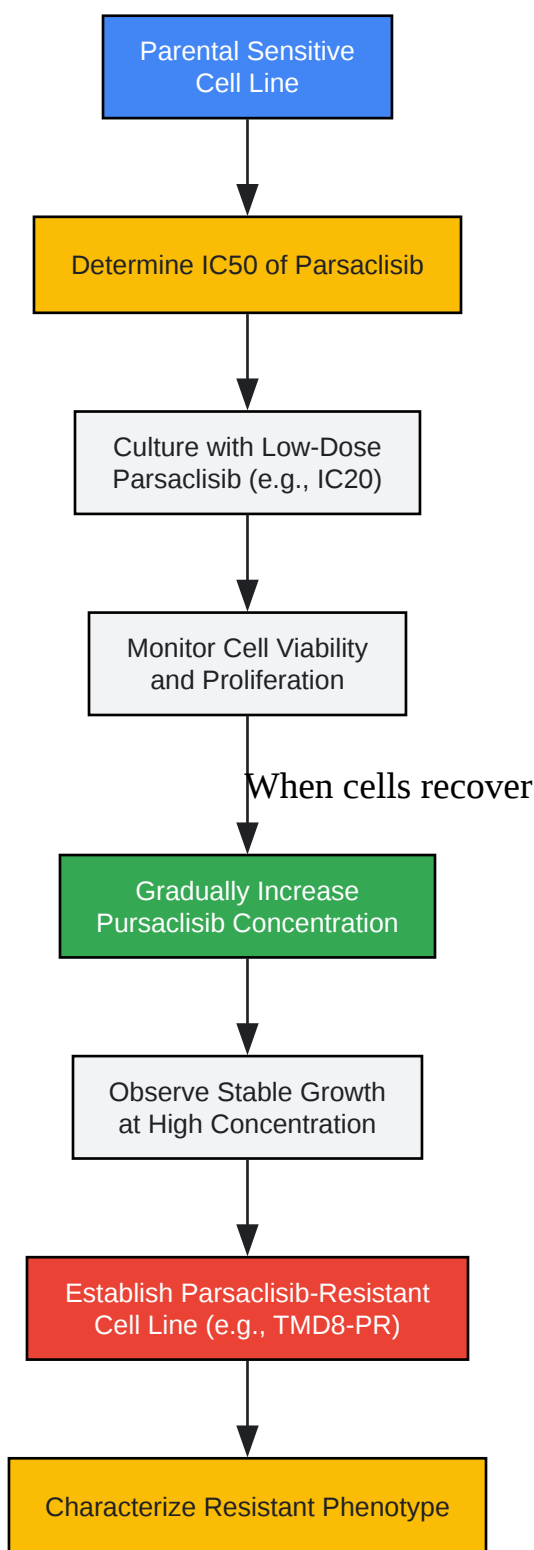 Parental Sensitive
Cell Line
Determine IC50 of Parsaclisib
Culture with Low-Dose
Parsaclisib (e.g., IC20)
Monitor Cell Viability
and Proliferation
When cells recover
Gradually Increase
Pursaclisib Concentration
Observe Stable Growth
at High Concentration
Establish Parsaclisib-Resistant
Cell Line (e.g., TMD8-PR)
Characterize Resistant Phenotype